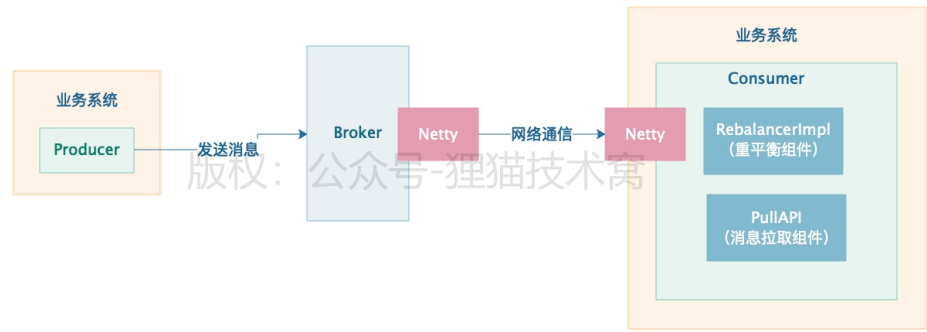 业务系统
Producer
发送消息
Broker
Netty
网络通信
Netty
业务系统
Consumer
RebalancerImpl
（重平衡组件）
PullAPI
（消息拉取组件）
版权：公众号-狸猫技术窝